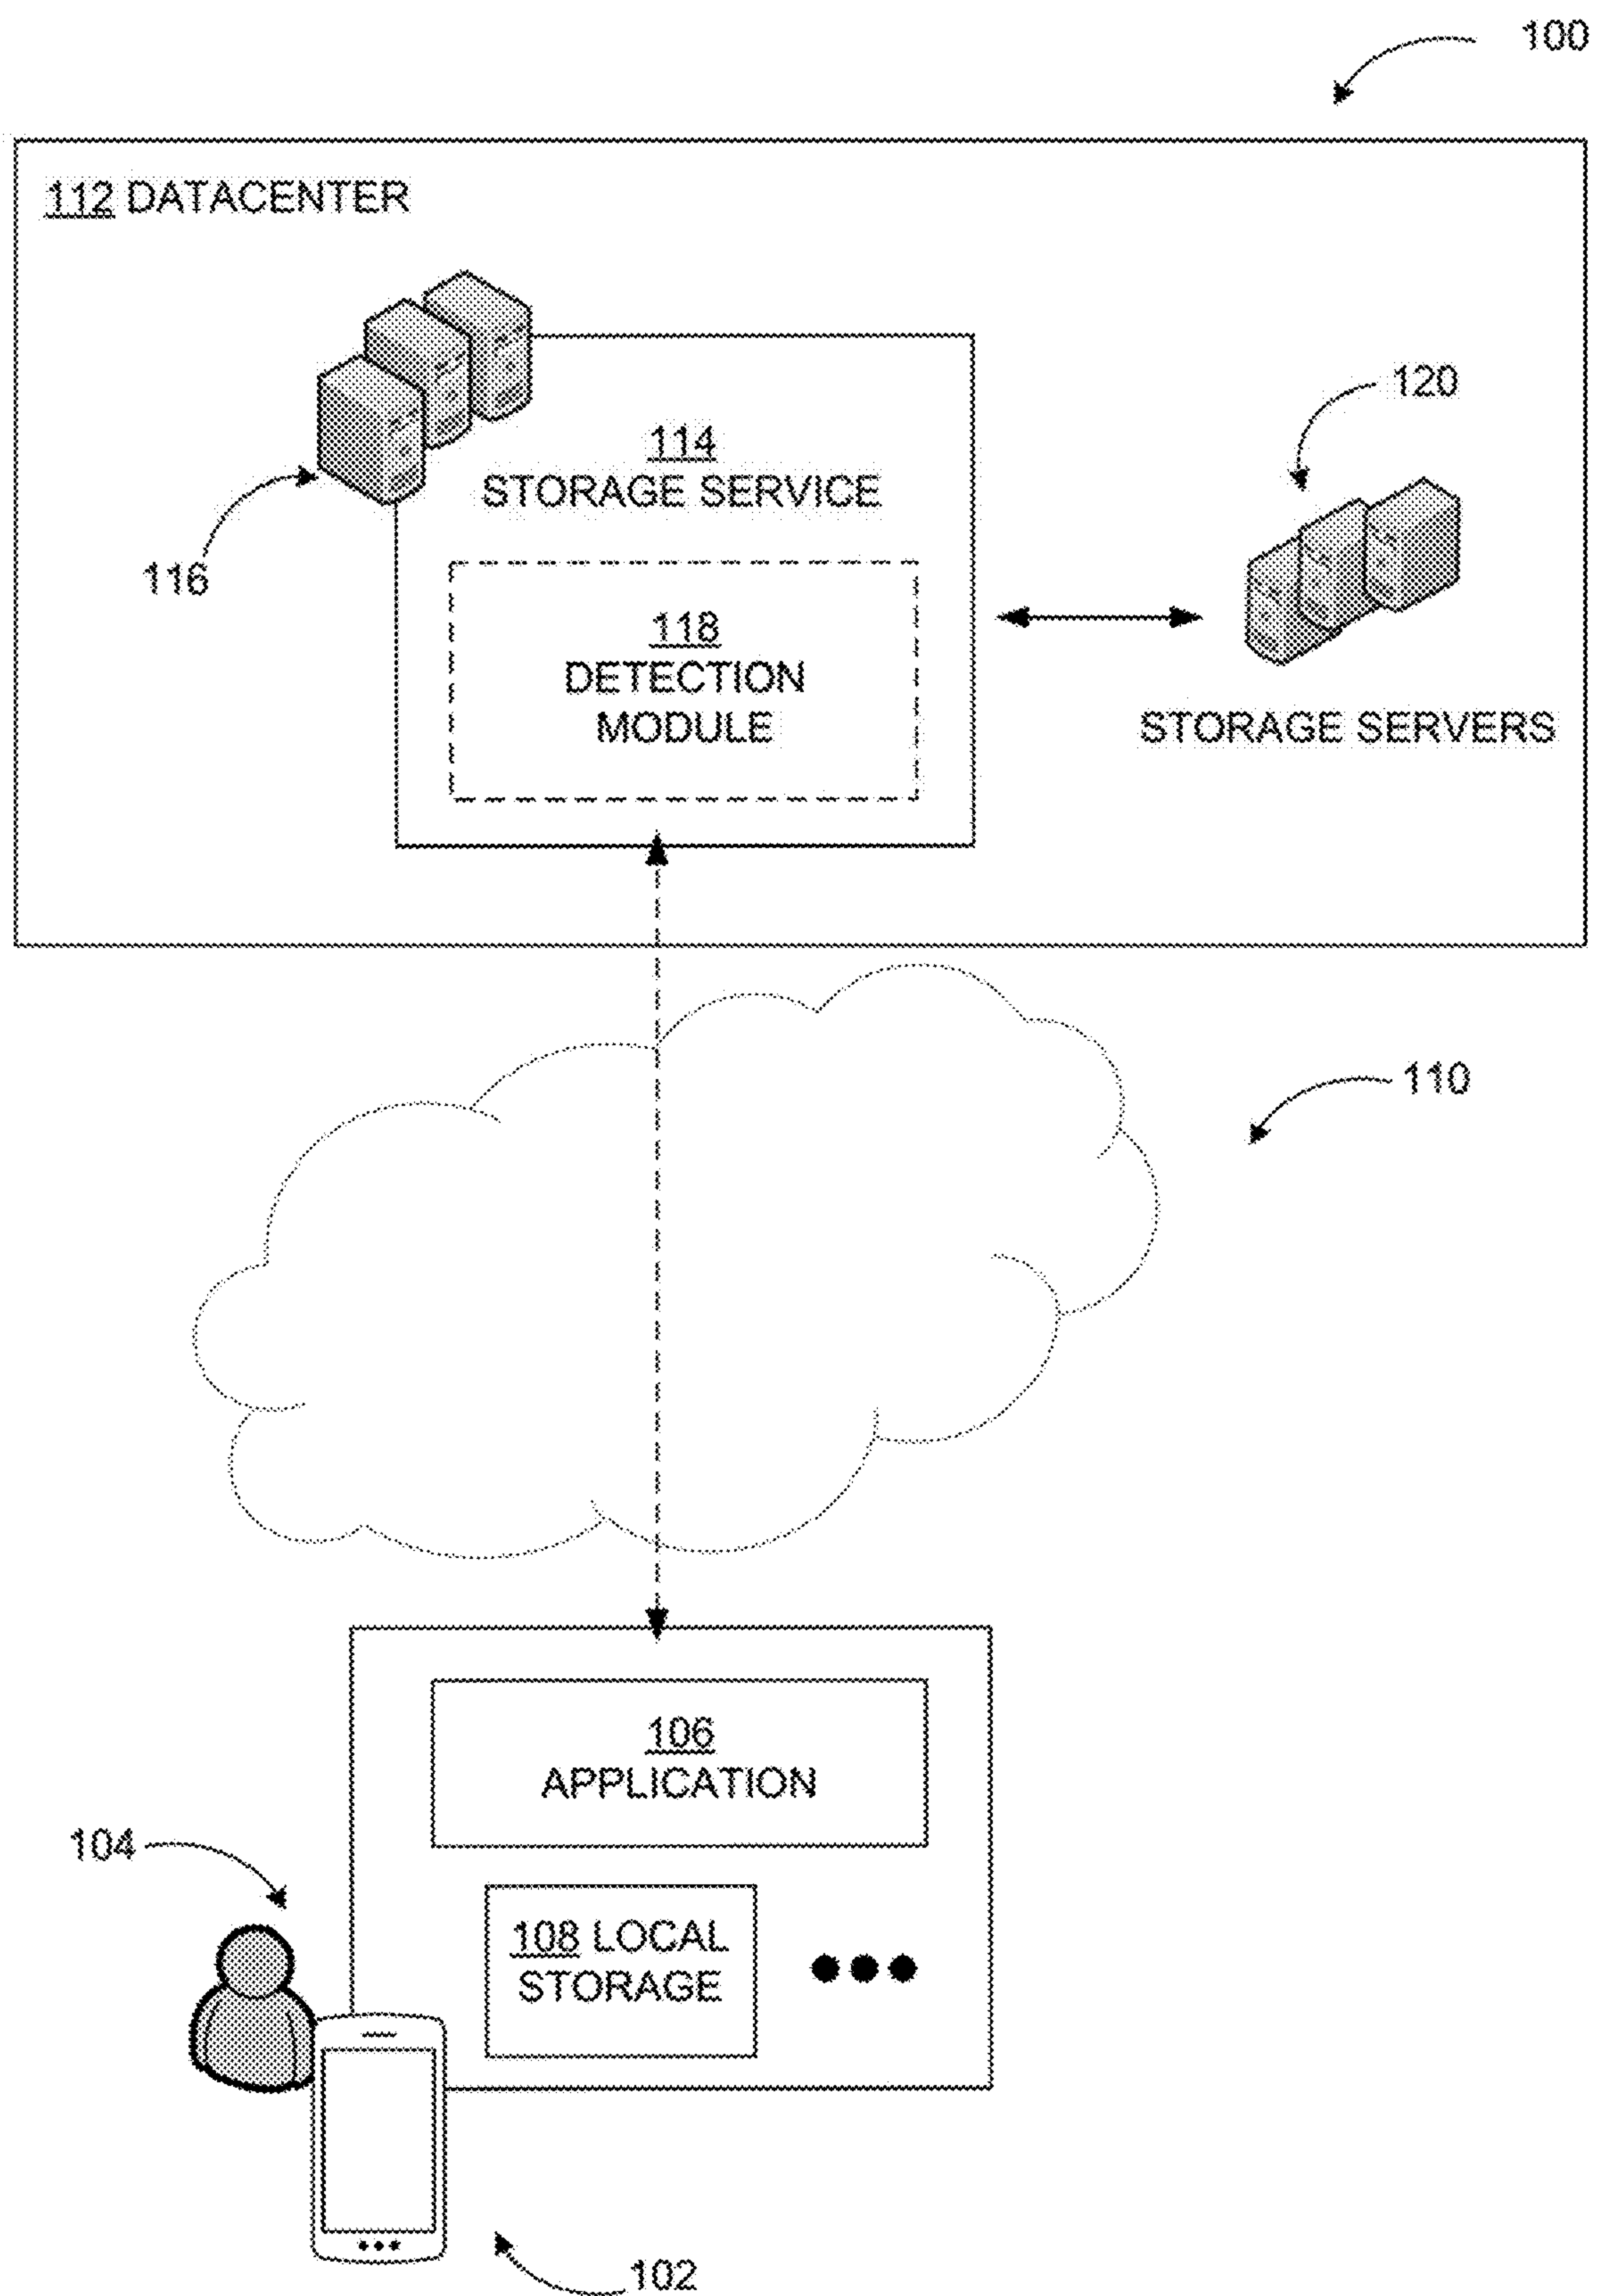 100
112 DATACENTER
120
114
STORAGE SERVICE
116
118
DETECTION
MODULE
STORAGE SERVERS
110
106
APPLICATION
104
108 LOCAL
STORAGE
102